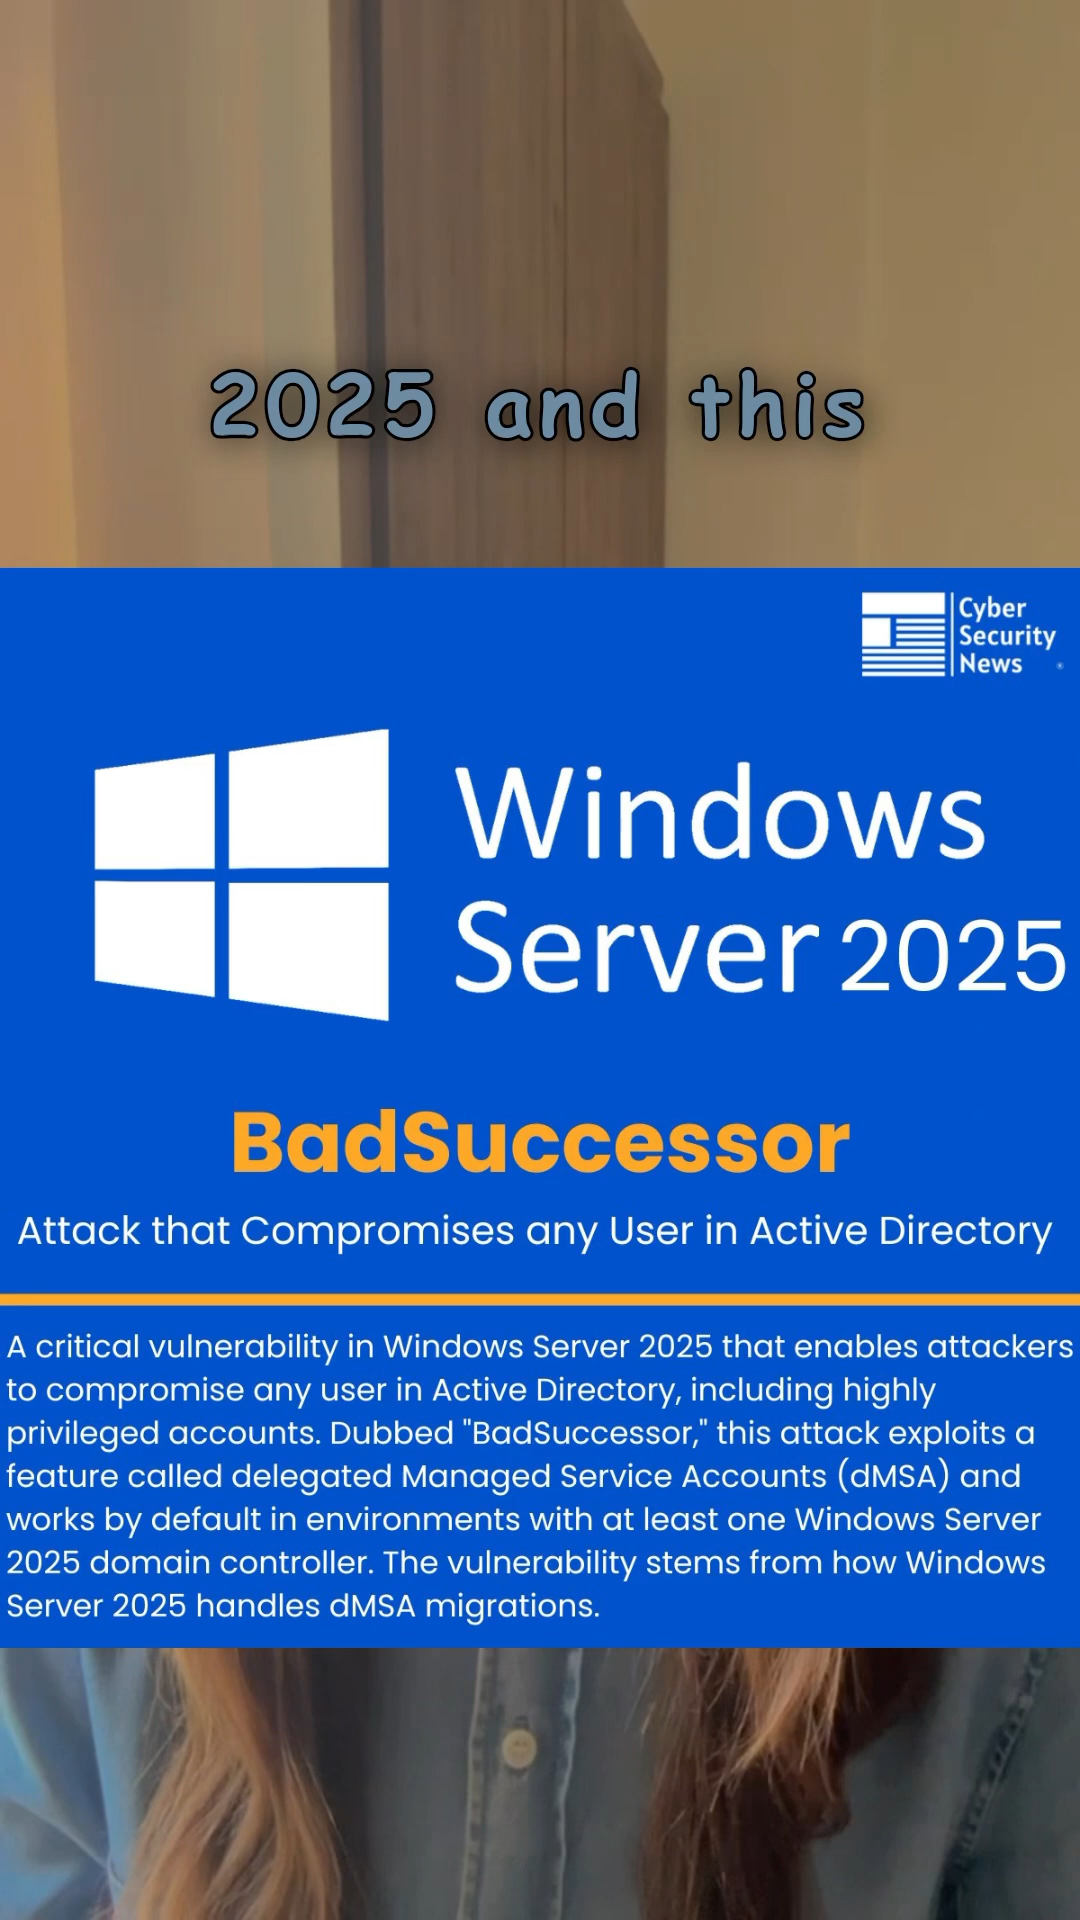 2025 and this
Cyber
Security
News
Windows
Server 2025
BadSuccessor
Attack that Compromises any User in Active Directory
A critical vulnerability in Windows Server 2025 that enables attackers
to compromise any user in Active Directory, including highly
privileged accounts. Dubbed "BadSuccessor," this attack exploits a
feature called delegated Managed Service Accounts (dMSA) and
works by default in environments with at least one Windows Server
2025 domain controller. The vulnerability stems from how Windows
Server 2025 handles dMSA migrations.